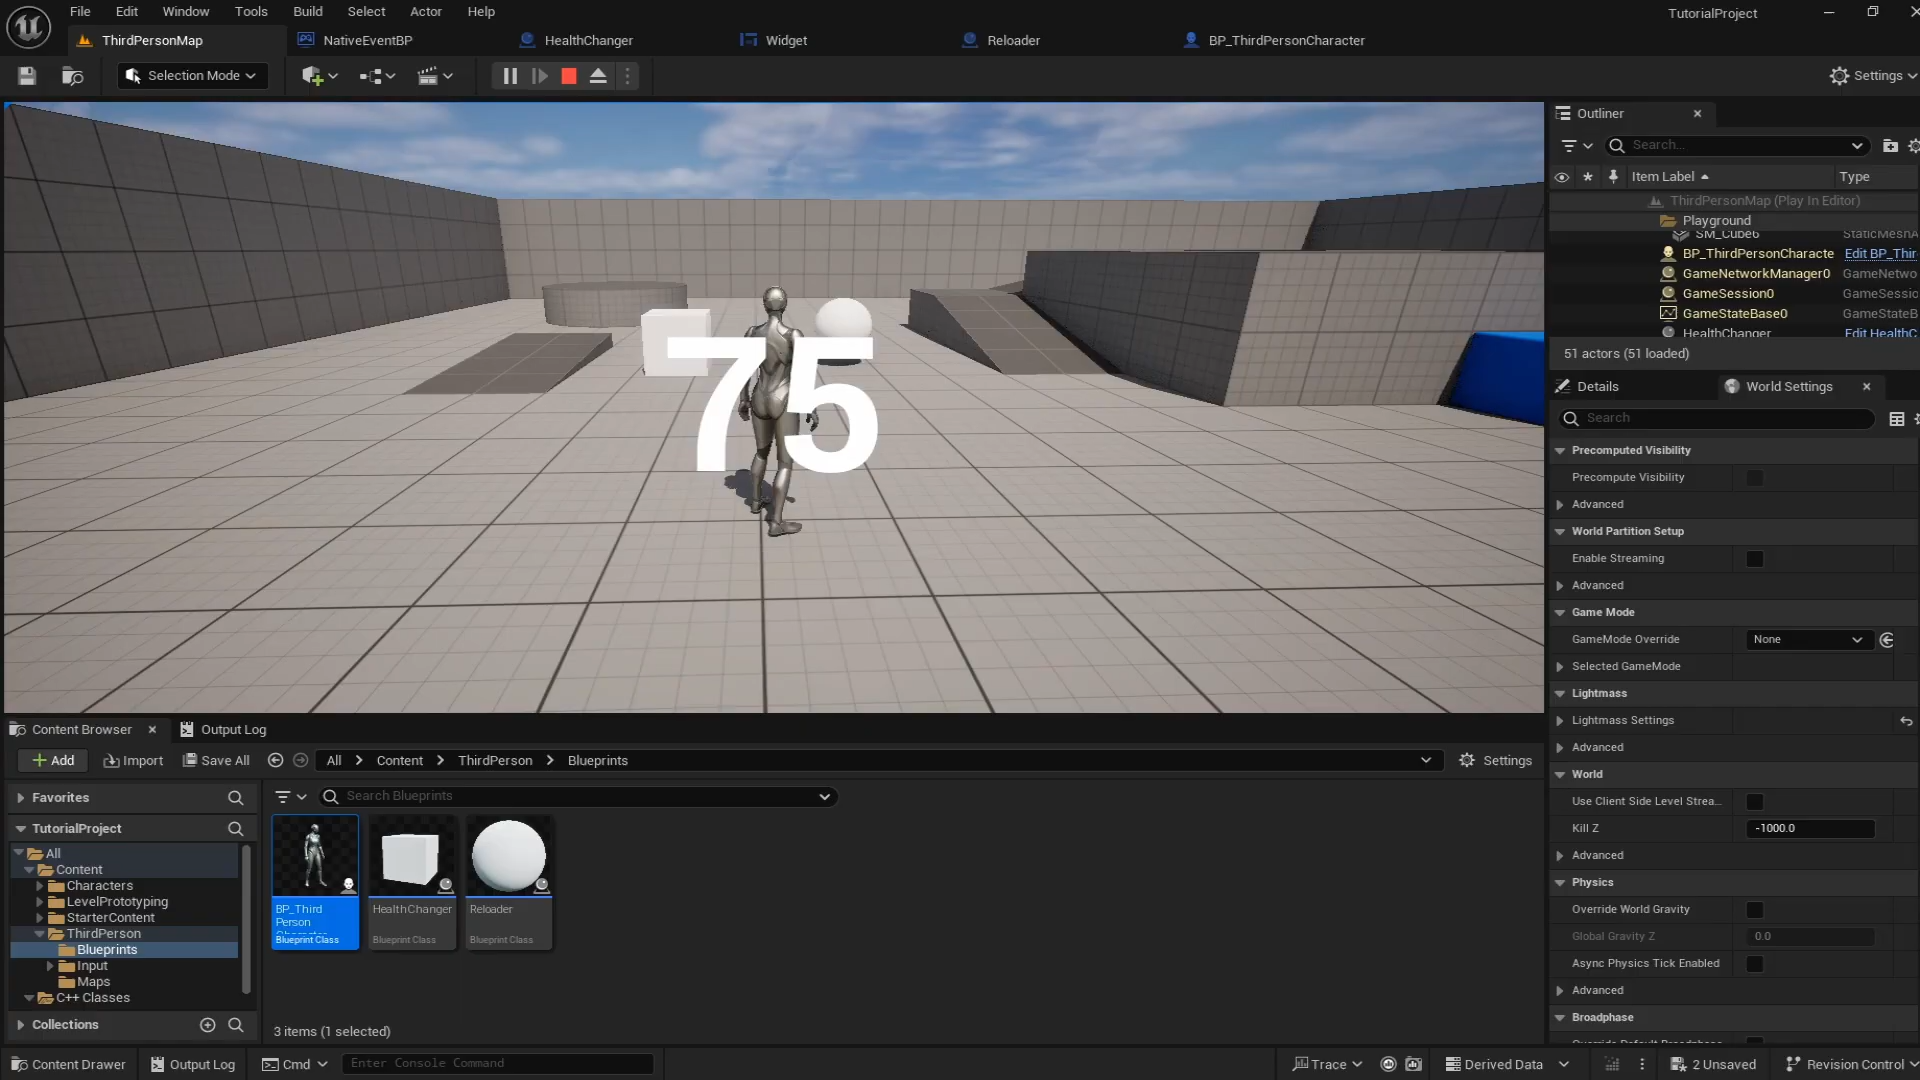 File Edit Window Tools Build Select Actor Help
TutorialProject
ThirdPersonMap NativeEventBP HealthChanger Widget Reloader BP_ThirdPersonCharacter
Selection Mode Settings
Outliner
Search...
Item Label Type
ThirdPersonMap (Play In Editor)
Playground
SM_Cube6 StaticMeshA
BP_ThirdPersonCharacte Edit BP_Thir
GameNetworkManager0 GameNetwo
GameSession0 GameSessio
GameStateBase0 GameStateB
HealthChanger Edit HealthC
51 actors (51 loaded)
75
Details World Settings
Search
Precomputed Visibility
Precompute Visibility
Advanced
World Partition Setup
Enable Streaming
Advanced
Game Mode
GameMode Override None
Selected GameMode
Lightmass
Lightmass Settings
Advanced
World
Use Client Side Level Strea...
Kill Z -1000.0
Advanced
Physics
Override World Gravity
Global Gravity Z 0.0
Async Physics Tick Enabled
Advanced
Broadphase
Content Browser Output Log
Add Import Save All All Content ThirdPerson Blueprints Settings
Favorites
Search Blueprints
TutorialProject
All
Content
Characters
LevelPrototyping
StarterContent
ThirdPerson
Blueprints
Input
Maps
C++ Classes
Collections
BP_Third
Person
Blueprint Class
HealthChanger
Blueprint Class
Reloader
Blueprint Class
3 items (1 selected)
Content Drawer Output Log Cmd Enter Console Command Trace Derived Data 2 Unsaved Revision Control